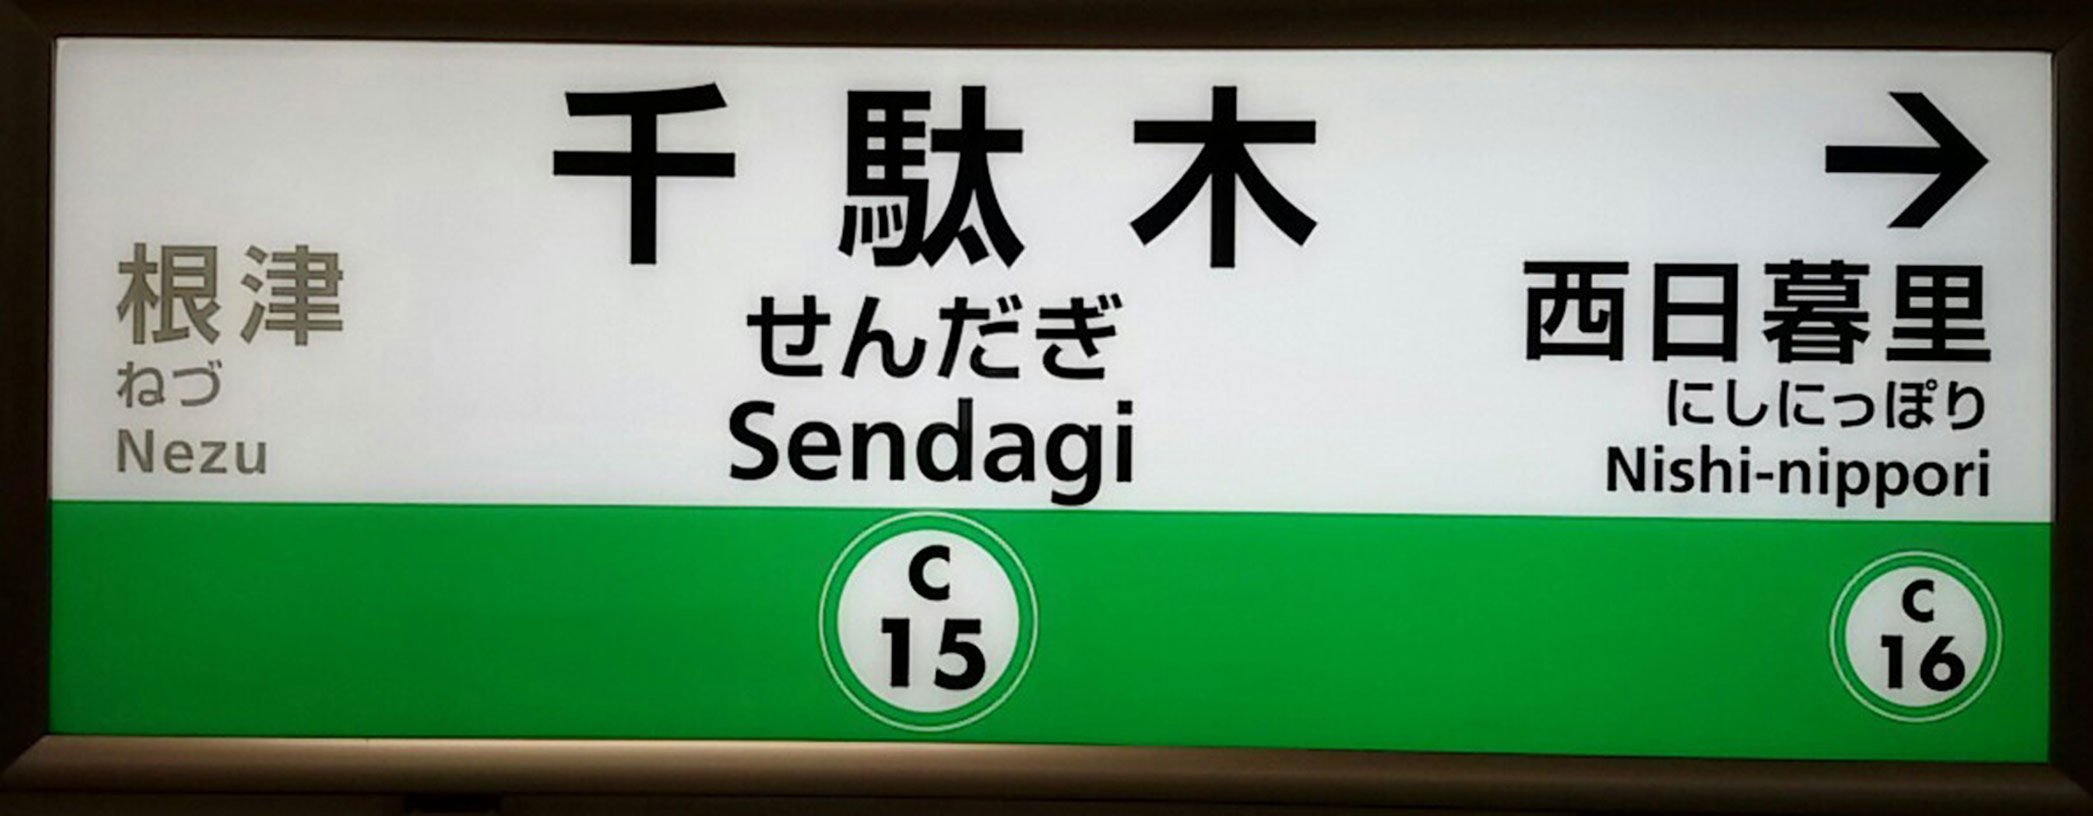 千駄木
せんだぎ
Sendagi
根津
ねづ
Nezu
→
西日暮里
にしにっぽり
Nishi-nippori
C
15
C
16